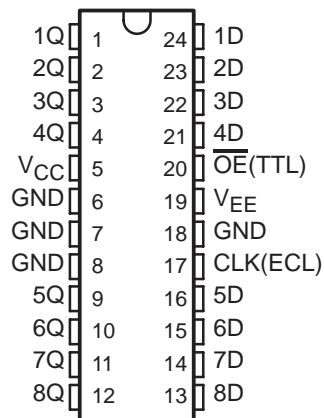 1Q 1 24 1D
2Q 2 23 2D
3Q 3 22 3D
4Q 4 21 4D
VCC 5 20 O̅E̅(TTL)
GND 6 19 VEE
GND 7 18 GND
GND 8 17 CLK(ECL)
5Q 9 16 5D
6Q 10 15 6D
7Q 11 14 7D
8Q 12 13 8D